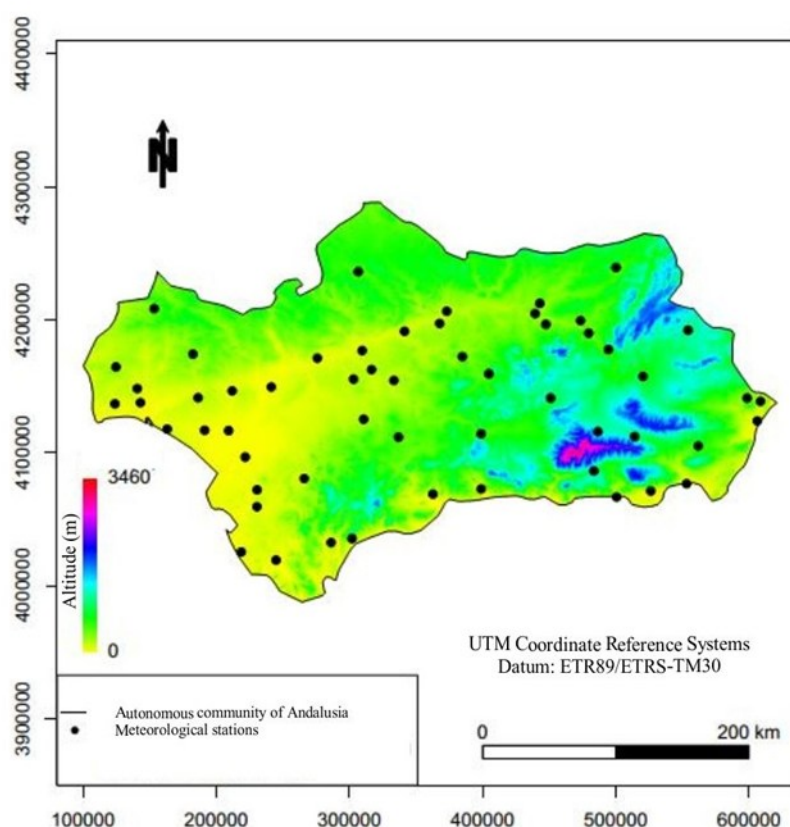 4400000
4300000
4200000
4100000
4000000
3900000
N
3460
Altitude (m)
0
UTM Coordinate Reference Systems
Datum: ETR89/ETRS-TM30
Autonomous community of Andalusia
Meteorological stations
0 200 km
100000 200000 300000 400000 500000 600000